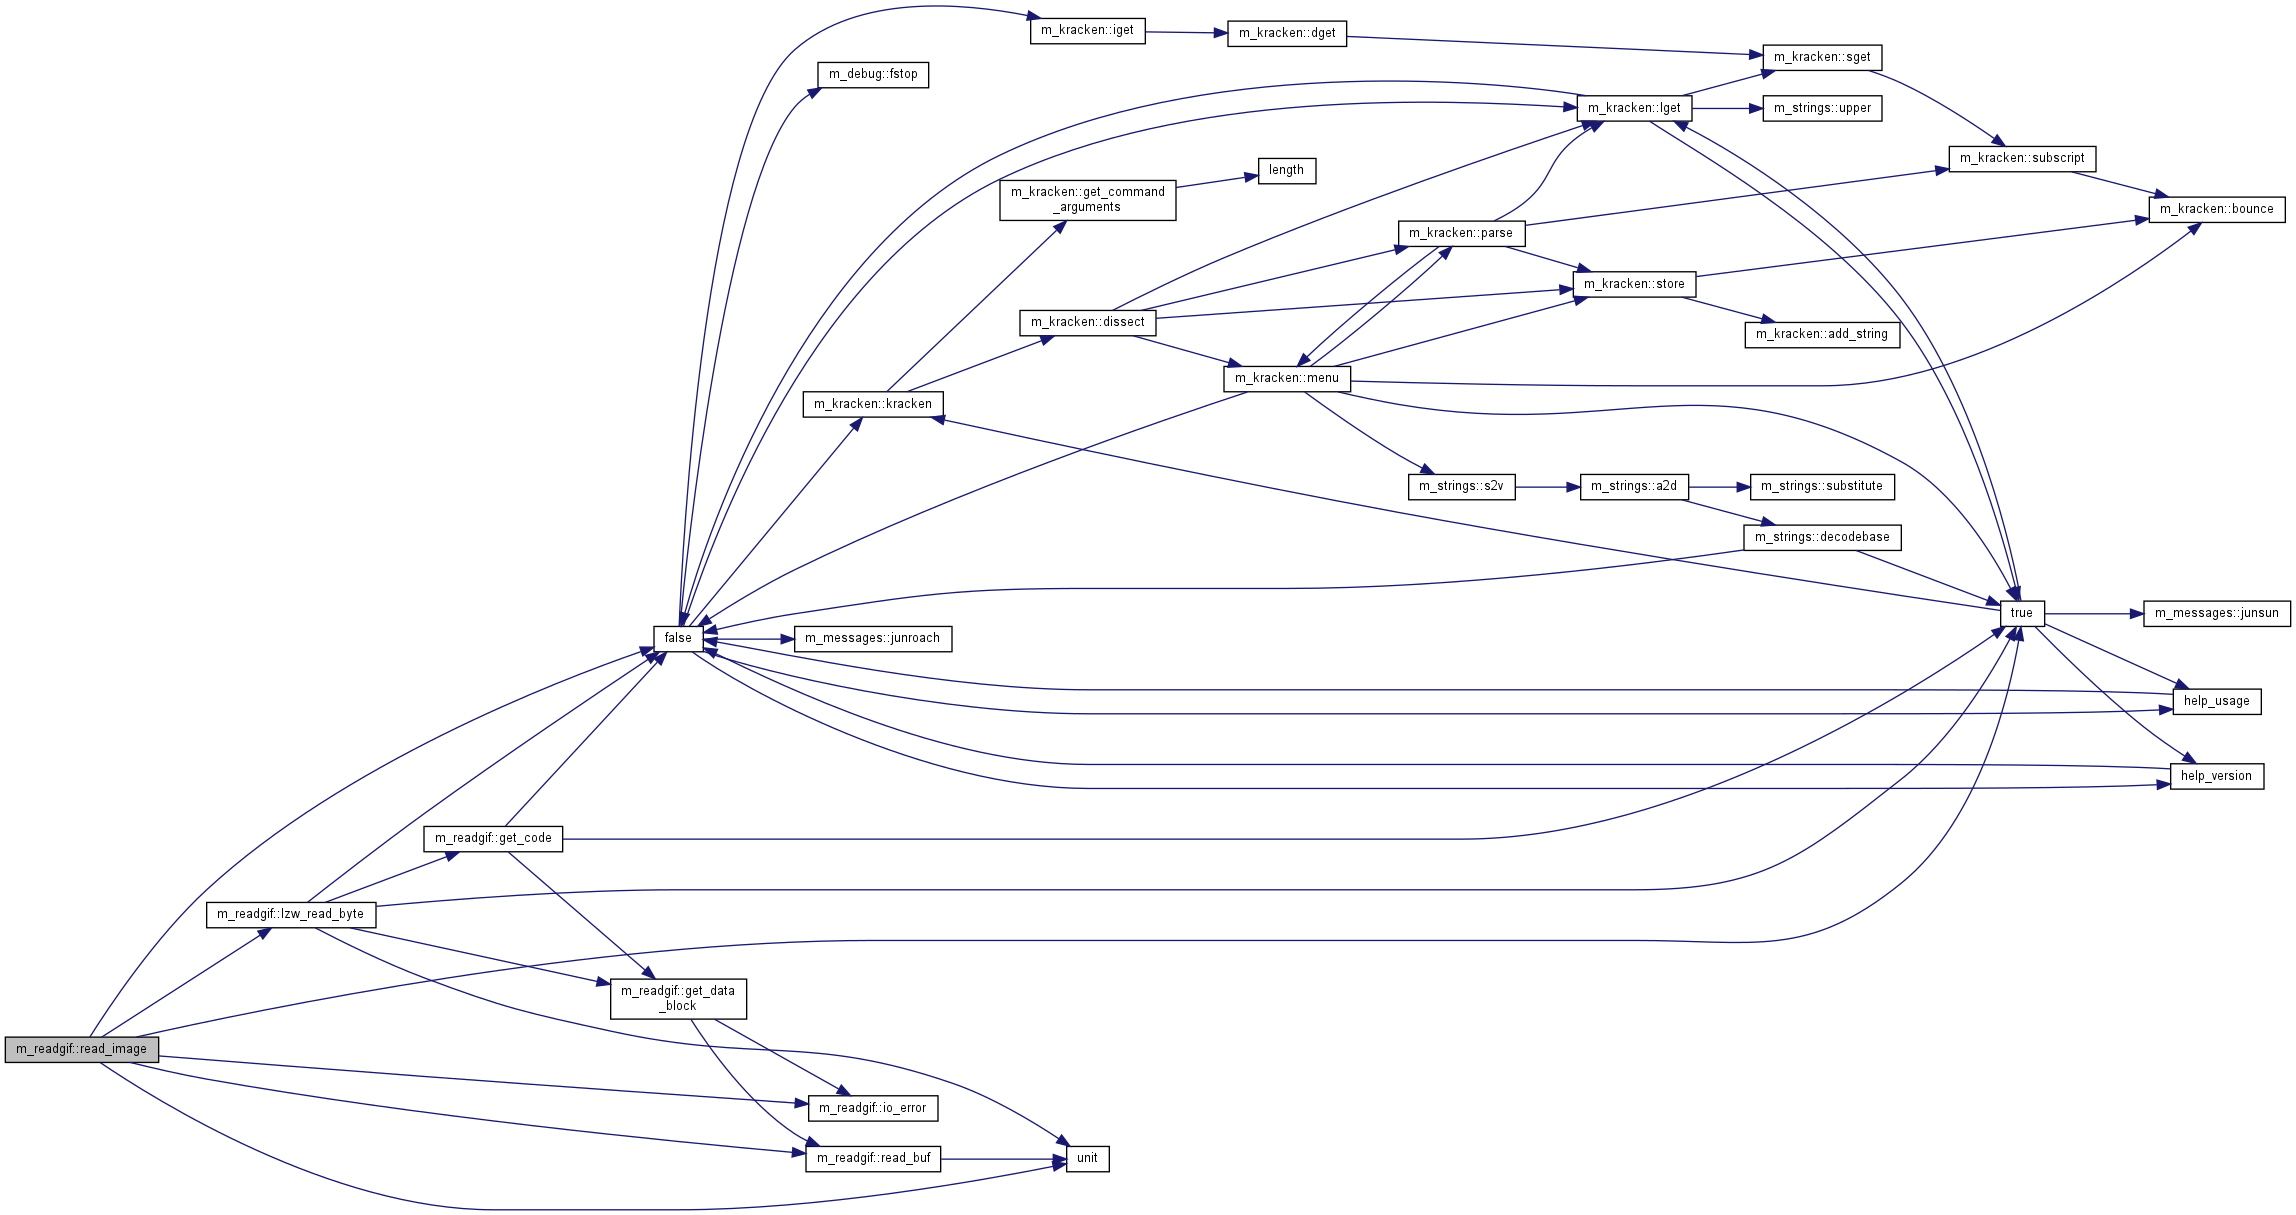 m_kracken::iget
m_kracken::dget
m_kracken::sget
m_debug::fstop
m_kracken::lget
m_strings::upper
m_kracken::subscript
length
m_kracken::get_command
_arguments
m_kracken::bounce
m_kracken::parse
m_kracken::store
m_kracken::dissect
m_kracken::add_string
m_kracken::menu
m_kracken::kracken
m_strings::s2v
m_strings::a2d
m_strings::substitute
m_strings::decodebase
true
m_messages::junsun
false
m_messages::junroach
help_usage
help_version
m_readgif::get_code
m_readgif::lzw_read_byte
m_readgif::get_data
_block
m_readgif::read_image
m_readgif::io_error
m_readgif::read_buf
unit